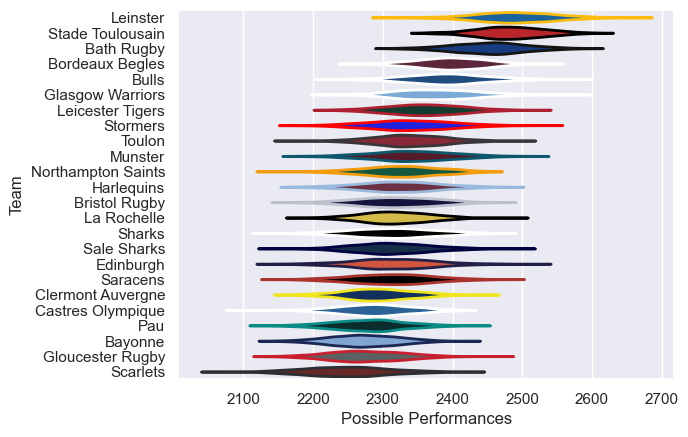 Leinster
Stade Toulousain
Bath Rugby
Bordeaux Begles
Bulls
Glasgow Warriors
Leicester Tigers
Stormers
Toulon
Munster
Northampton Saints
Harlequins
Bristol Rugby
La Rochelle
Sharks
Sale Sharks
Edinburgh
Saracens
Clermont Auvergne
Castres Olympique
Pau
Bayonne
Gloucester Rugby
Scarlets
Team
2100 2200 2300 2400 2500 2600 2700
Possible Performances